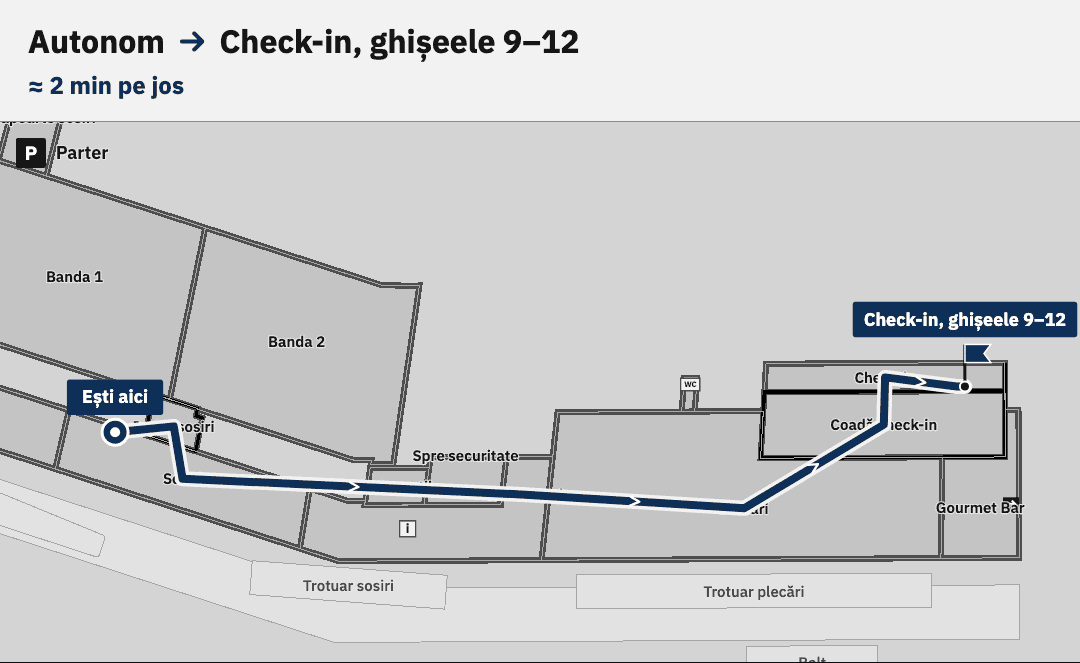 Autonom → Check-in, ghișeele 9–12
≈ 2 min pe jos
P Parter
Banda 1
Banda 2
Check-in, ghișeele 9–12
Ești aici
sosiri
WC
Coadă check-in
Spre securitate
i
Gourmet Bar
Trotuar sosiri
Trotuar plecări
Bolt